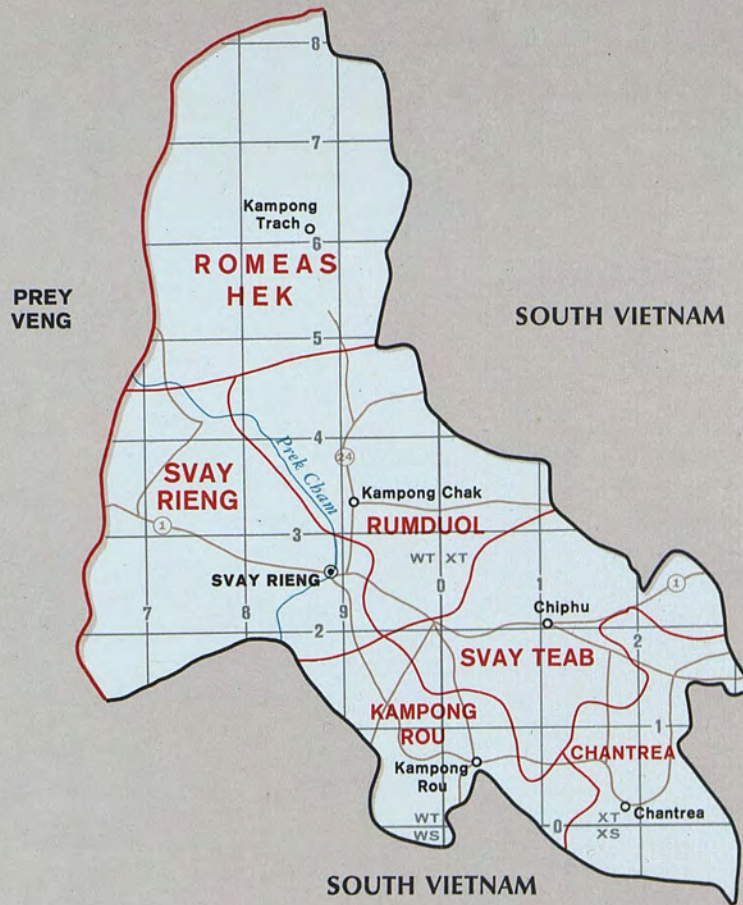 8
7
Kampong
Trach
6
ROMEAS
HEK
PREY
VENG
SOUTH VIETNAM
5
4
Prek Cham
24
SVAY
RIENG
Kampong Chak
1
3
RUMDUOL
WT XT
SVAY RIENG
0
1
1
7
8
9
Chiphu
2
2
SVAY TEAB
KAMPONG
ROU
1
CHANTREA
Kampong
Rou
Chantrea
WT
WS
0
XT
XS
SOUTH VIETNAM